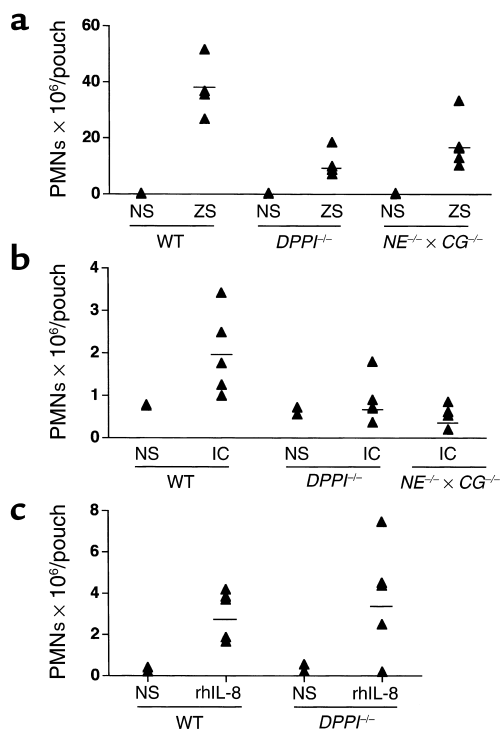 a
PMNs × 10⁶/pouch
60
40
20
0
NS ZS NS ZS NS ZS
WT DPPI⁻/⁻ NE⁻/⁻ × CG⁻/⁻
b
PMNs × 10⁶/pouch
4
3
2
1
0
NS IC NS IC IC
WT DPPI⁻/⁻ NE⁻/⁻ × CG⁻/⁻
c
PMNs × 10⁶/pouch
8
6
4
2
0
NS rhIL-8 NS rhIL-8
WT DPPI⁻/⁻